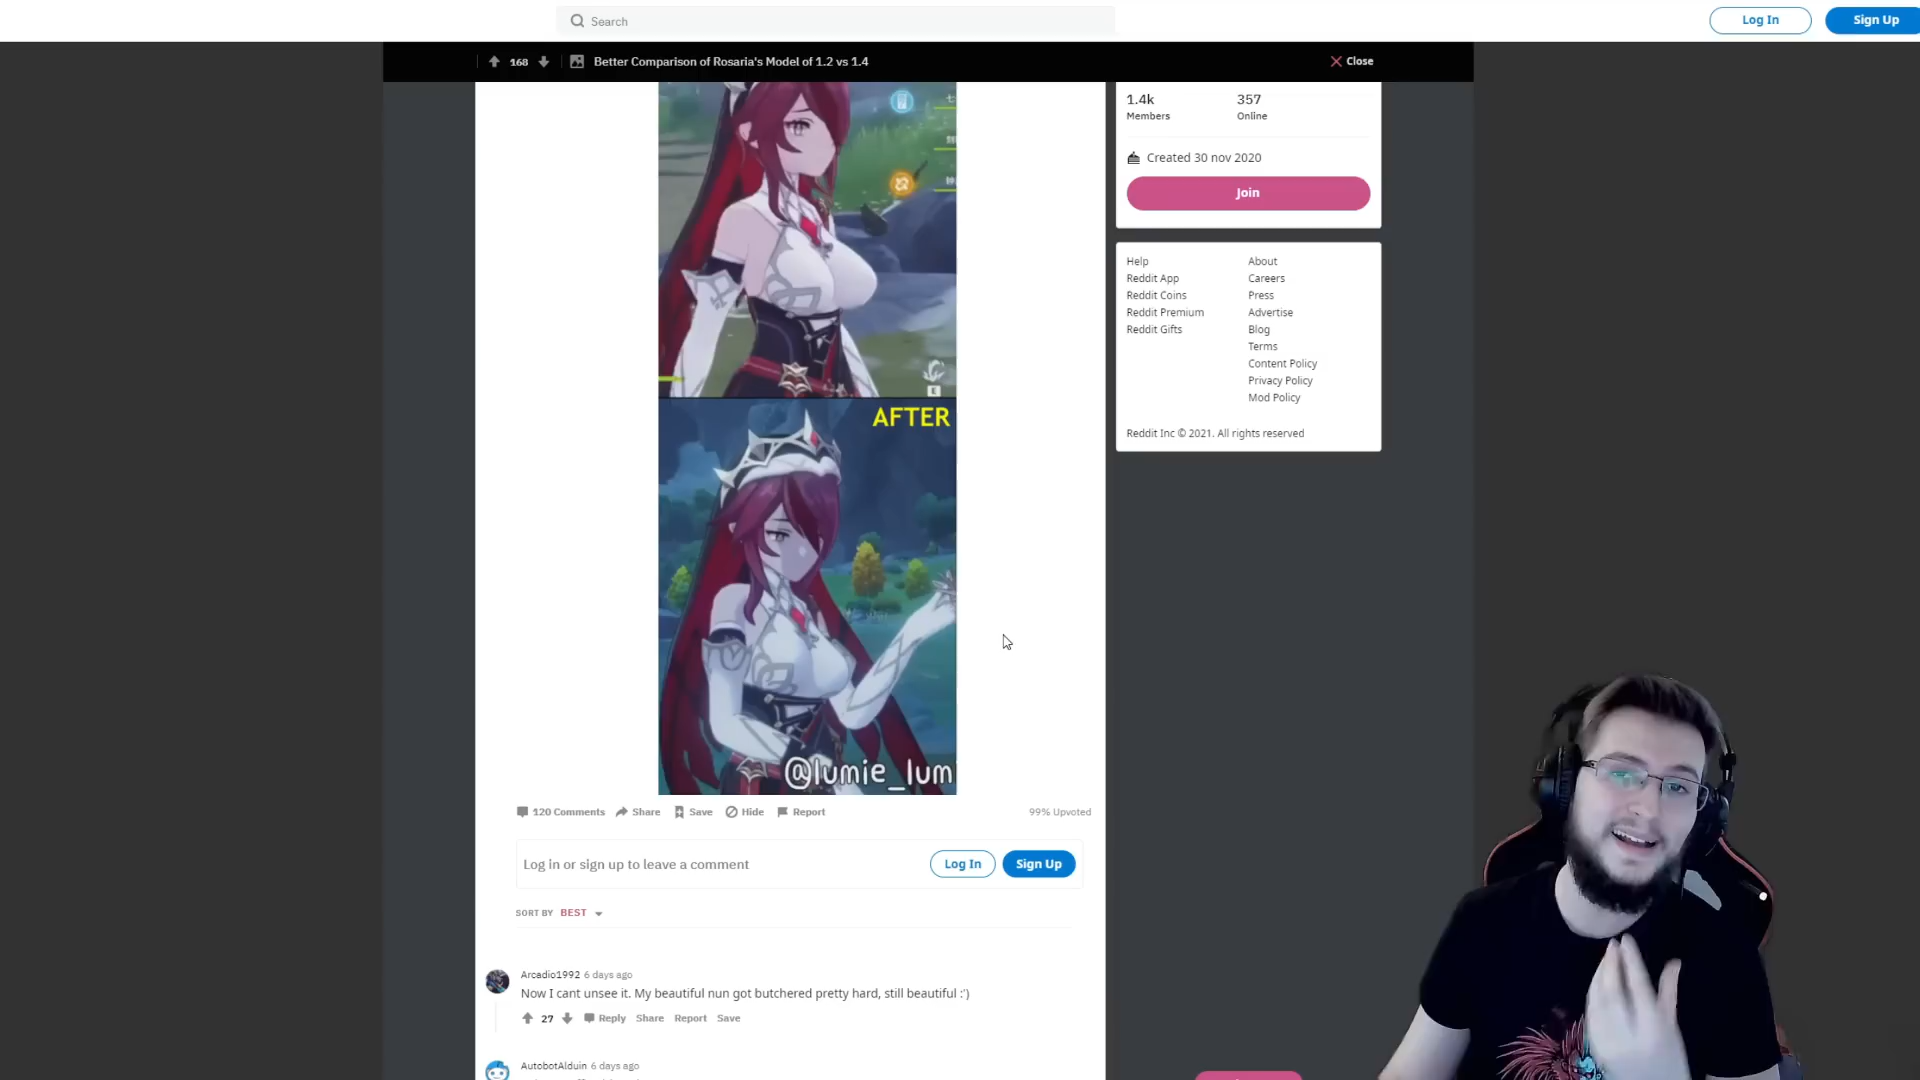 Search
Log In
Sign Up
168
Better Comparison of Rosaria's Model of 1.2 vs 1.4
Close
1.4k
357
Members
Online
Created 30 nov 2020
Join
Help
About
Reddit App
Careers
Reddit Coins
Press
Reddit Premium
Advertise
Reddit Gifts
Blog
Terms
Content Policy
Privacy Policy
Mod Policy
Reddit Inc © 2021. All rights reserved
AFTER
@lumie_lum
120 Comments
Share
Save
Hide
Report
99% Upvoted
Log in or sign up to leave a comment
Log In
Sign Up
SORT BY BEST
Arcadio1992 6 days ago
Now I cant unsee it. My beautiful nun got butchered pretty hard, still beautiful :')
27
Reply
Share
Report
Save
AutobotAlduin 6 days ago